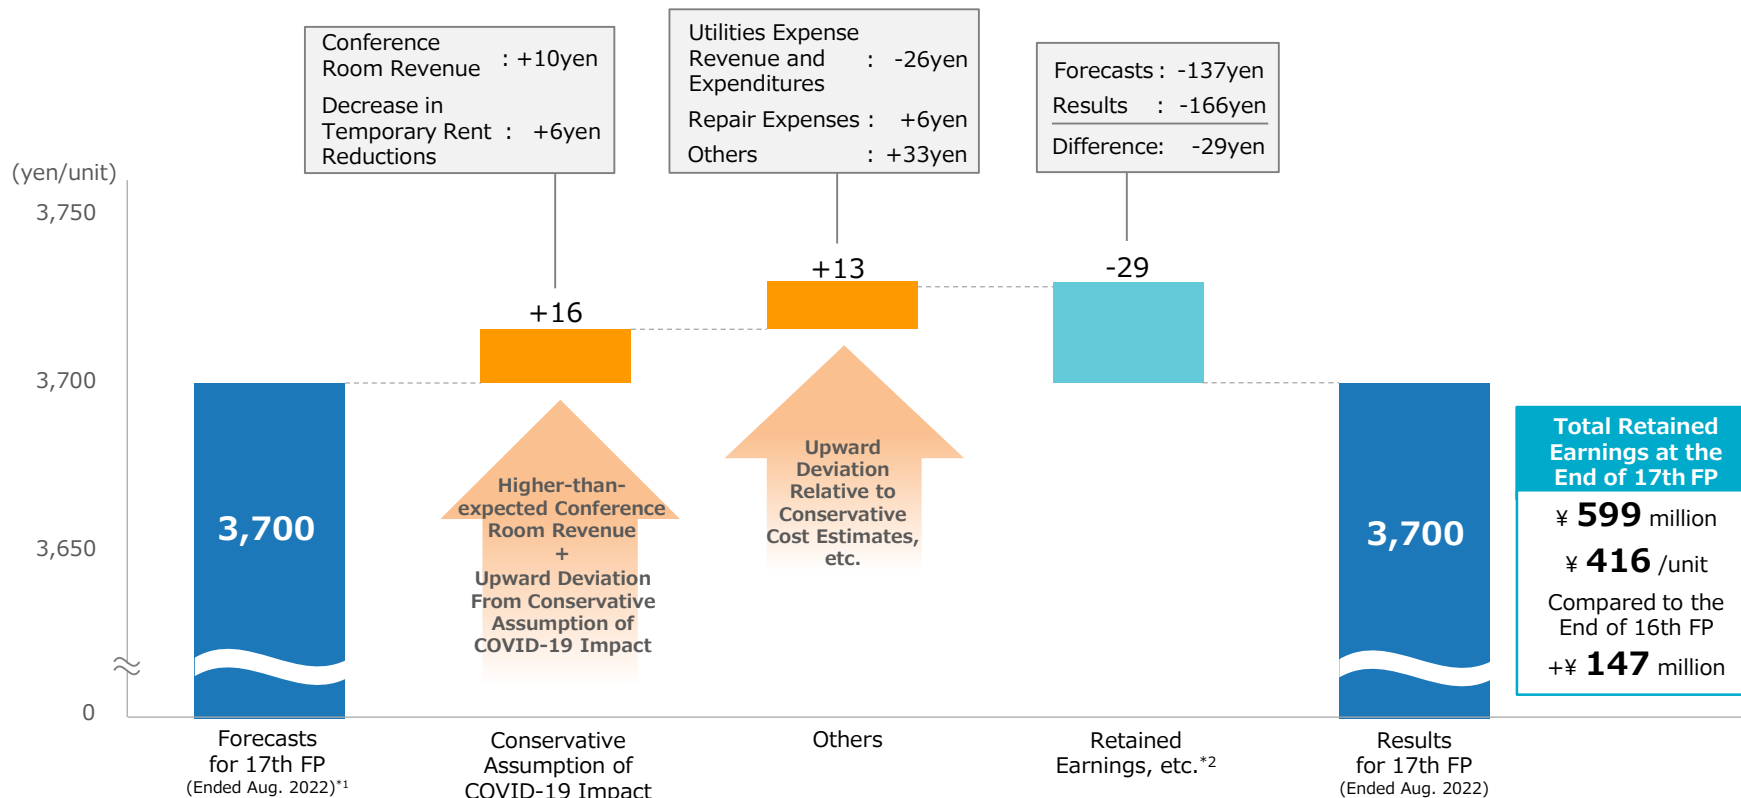 Conference
Room Revenue : +10yen
Decrease in
Temporary Rent : +6yen
Reductions
Utilities Expense
Revenue and : -26yen
Expenditures
Repair Expenses : +6yen
Others : +33yen
Forecasts : -137yen
Results : -166yen
Difference: -29yen
(yen/unit)
3,750
3,700
3,650
0
+16
+13
-29
3,700
Higher-than-
expected Conference
Room Revenue
+
Upward Deviation
From Conservative
Assumption of
COVID-19 Impact
Upward
Deviation
Relative to
Conservative
Cost Estimates,
etc.
3,700
Total Retained
Earnings at the
End of 17th FP
¥ 599 million
¥ 416 /unit
Compared to the
End of 16th FP
+¥ 147 million
Forecasts
for 17th FP
(Ended Aug. 2022)*1
Conservative
Assumption of
COVID-19 Impact
Others
Retained
Earnings, etc.*2
Results
for 17th FP
(Ended Aug. 2022)